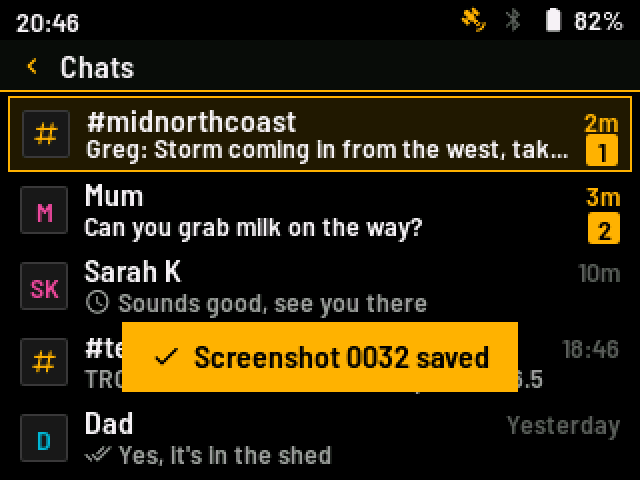 20:46
82%
Chats
#
#midnorthcoast
2m
Greg: Storm coming in from the west, tak...
1
M
Mum
3m
Can you grab milk on the way?
2
SK
Sarah K
10m
Sounds good, see you there
#
#te
18:46
Screenshot 0032 saved
D
Dad
Yesterday
Yes, it's in the shed